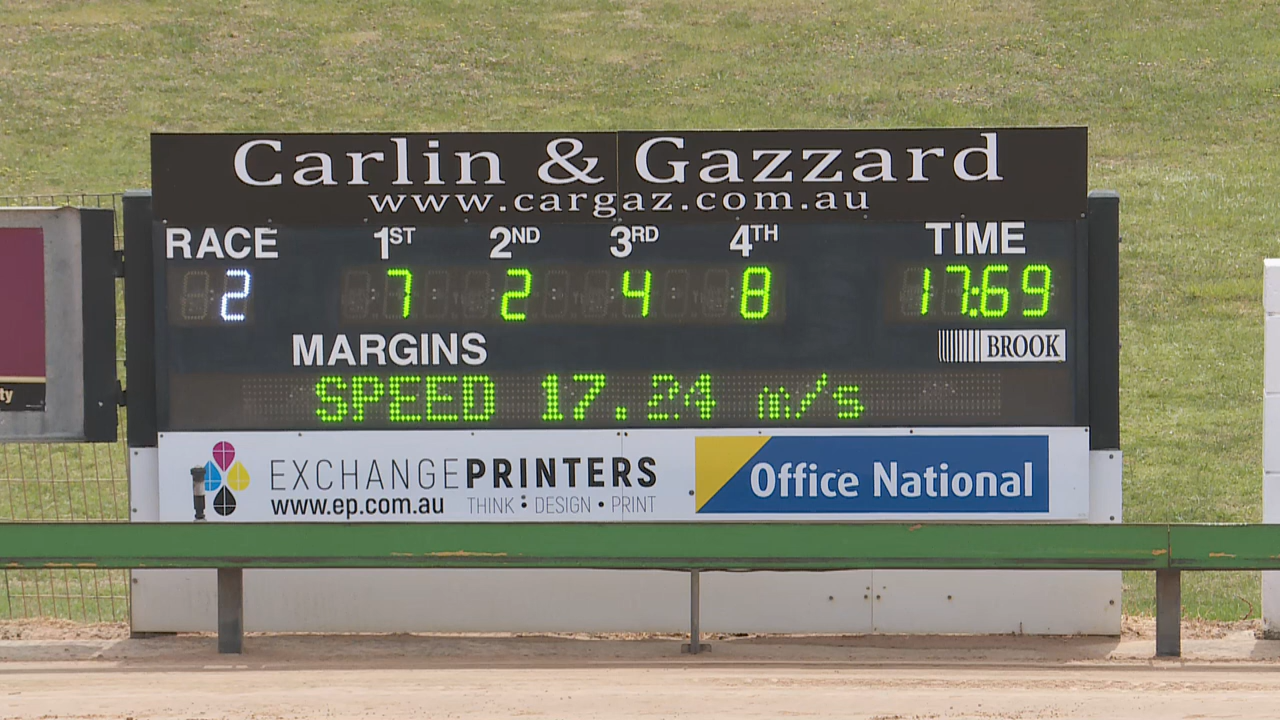 Carlin & Gazzard
www.cargaz.com.au
RACE 1ST 2ND 3RD 4TH TIME
2 7 2 4 8 17:69
MARGINS BROOK
SPEED 17.24 m/s
ty
EXCHANGEPRINTERS
www.ep.com.au THINK : DESIGN • PRINT
Office National